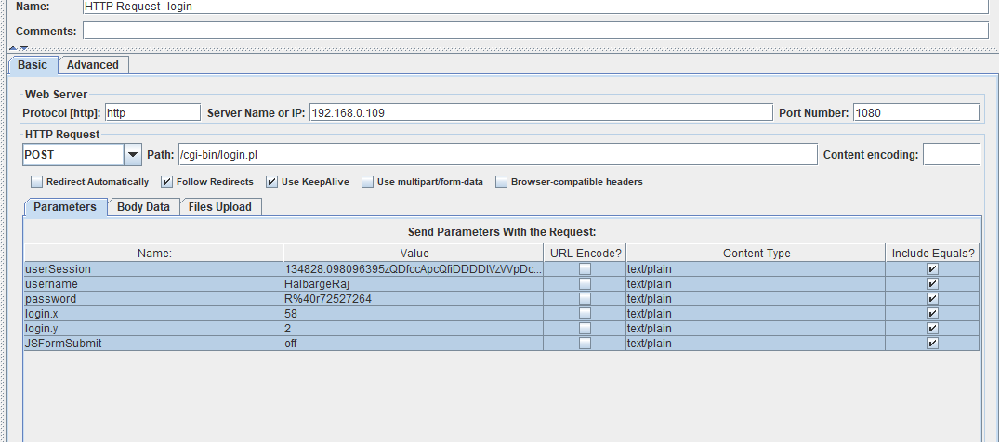 Name: HTTP Request--login
Comments:
Basic Advanced
Web Server
Protocol [http]: http Server Name or IP: 192.168.0.109 Port Number: 1080
HTTP Request
POST Path: /cgi-bin/login.pl Content encoding:
Redirect Automatically Follow Redirects Use KeepAlive Use multipart/form-data Browser-compatible headers
Parameters Body Data Files Upload
Send Parameters With the Request:
Name: Value URL Encode? Content-Type Include Equals?
userSession 134828.098096395zQDfccApcQfiDDDDtVzVVpDc... text/plain
username HalbargeRaj text/plain
password R%40r72527264 text/plain
login.x 58 text/plain
login.y 2 text/plain
JSFormSubmit off text/plain